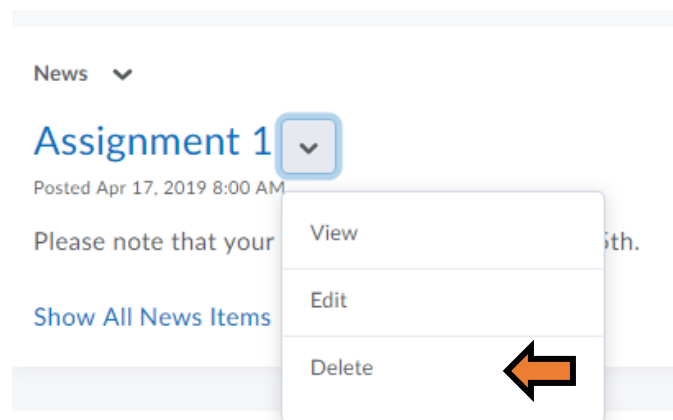 News
Assignment 1
Posted Apr 17, 2019 8:00 AM
Please note that your
View
Edit
Show All News Items
Delete